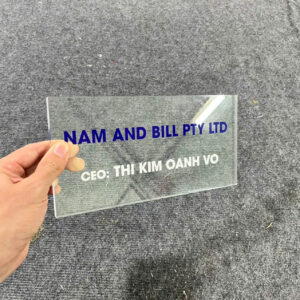 NAM AND BILL PTY LTD
CEO: THI KIM OANH VO